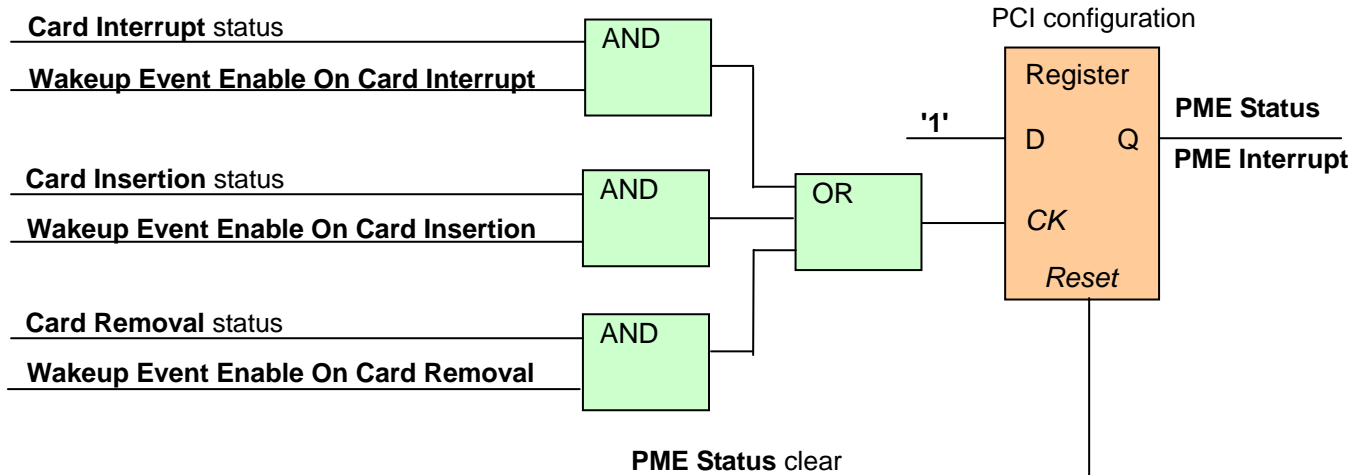 Card Interrupt status
Wakeup Event Enable On Card Interrupt
AND
Card Insertion status
Wakeup Event Enable On Card Insertion
AND
Card Removal status
Wakeup Event Enable On Card Removal
AND
OR
PCI configuration
Register
'1'
D Q
CK
Reset
PME Status
PME Interrupt
PME Status clear